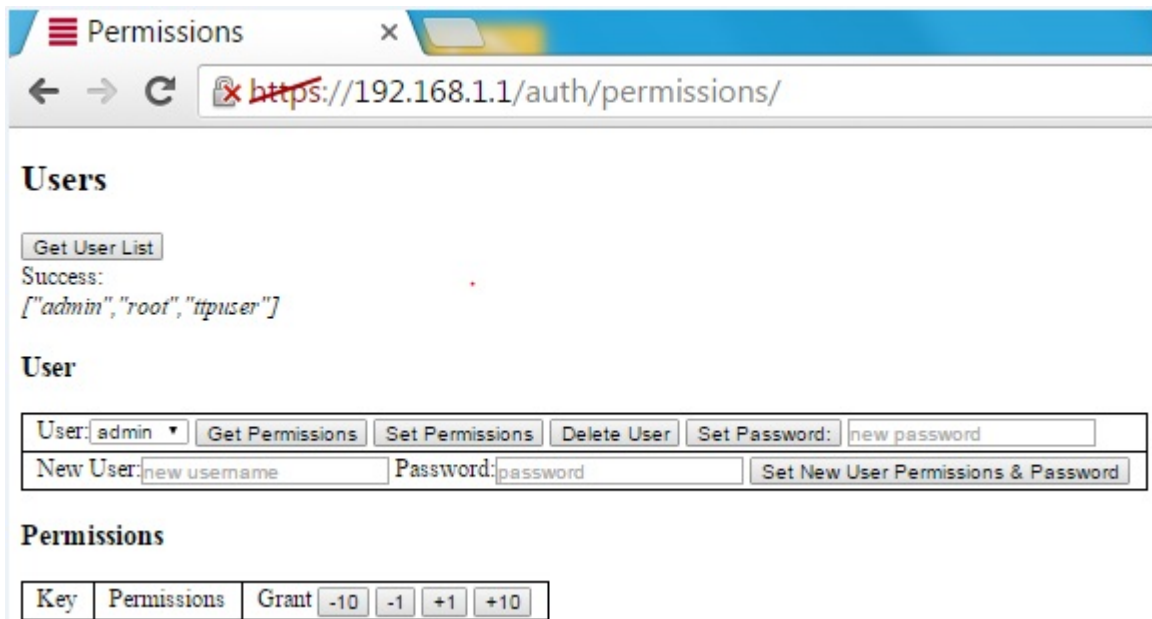 Permissions
https://192.168.1.1/auth/permissions/
Users
Get User List
Success:
["admin","root","ttpuser"]
User
User: admin Get Permissions Set Permissions Delete User Set Password: new password
New User: new username Password: password Set New User Permissions & Password
Permissions
Key Permissions Grant -10 -1 +1 +10